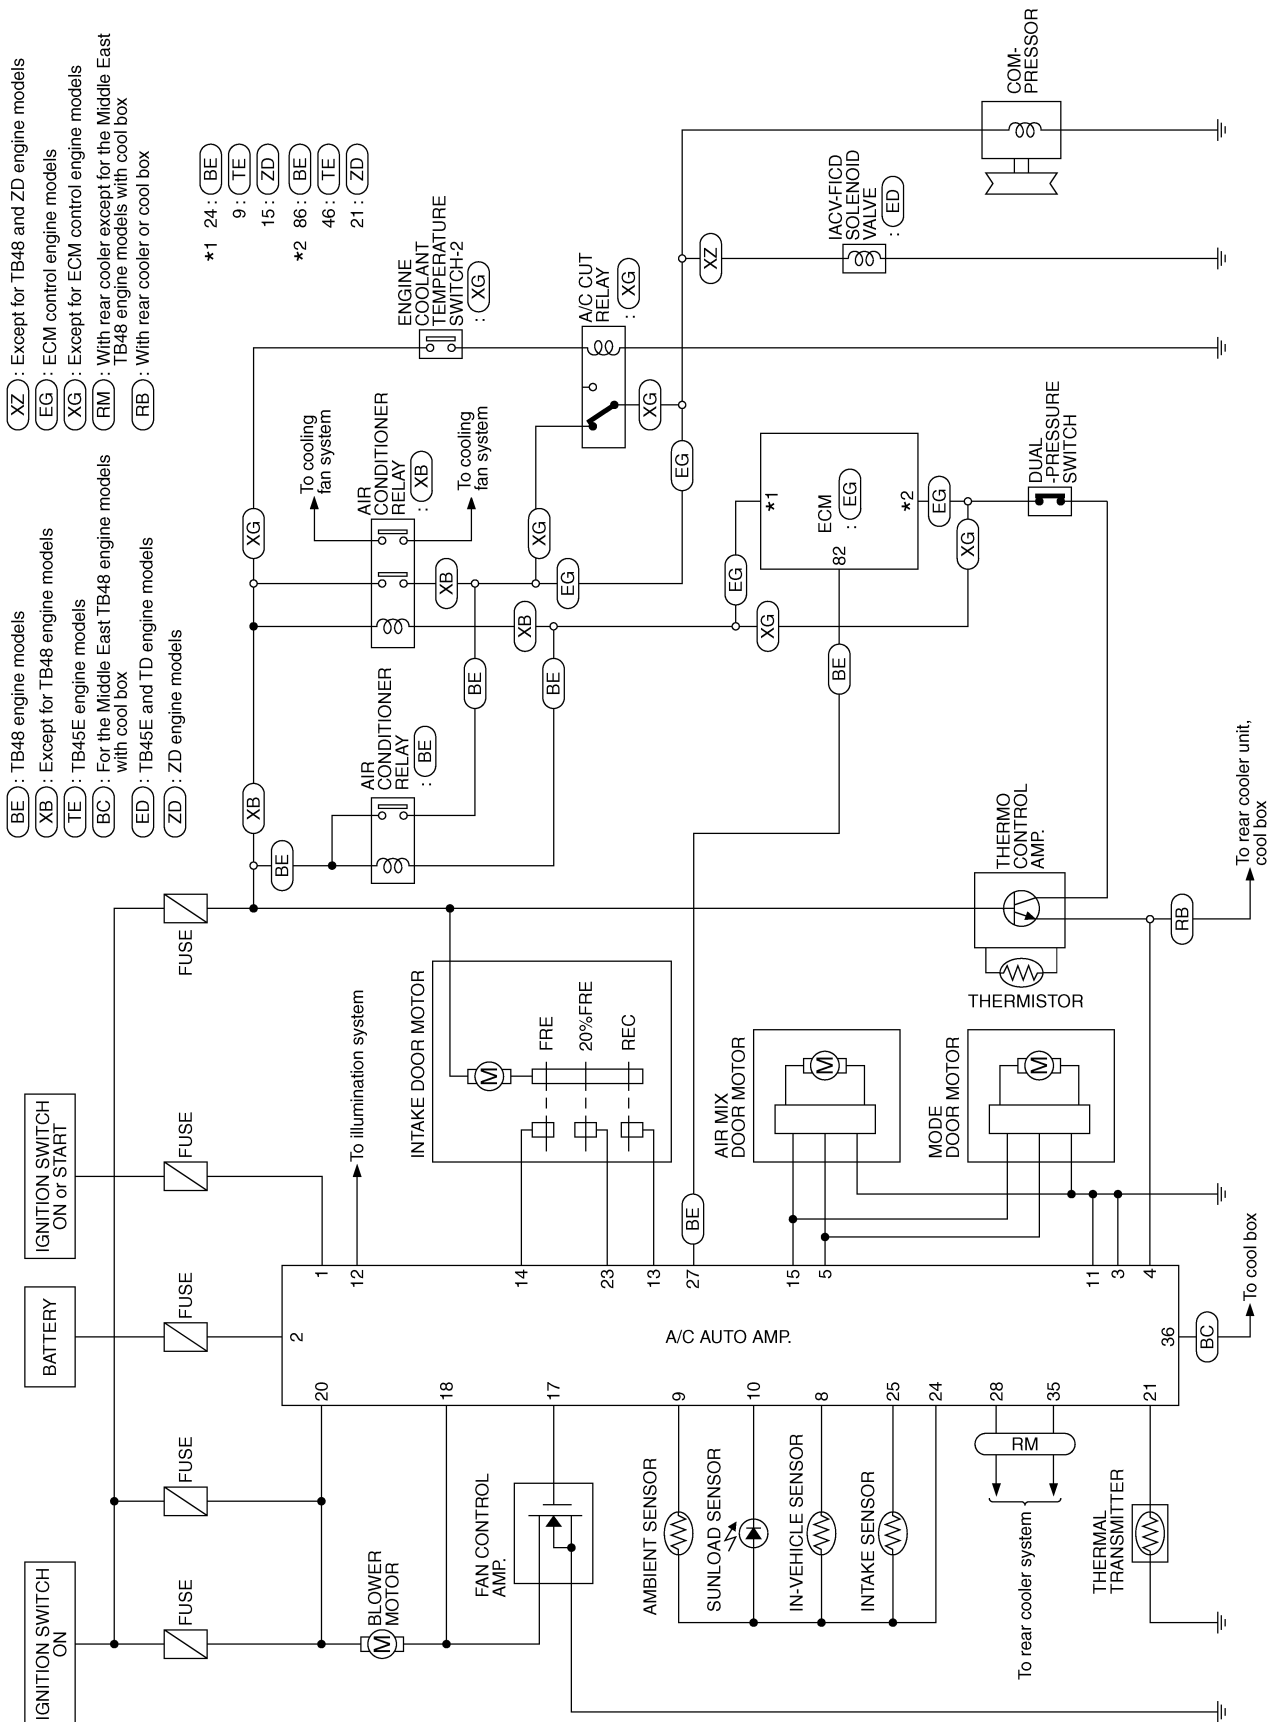 BE : TB48 engine models
XB : Except for TB48 engine models
TE : TB45E engine models
BC : For the Middle East TB48 engine models
with cool box
ED : TB45E and TD engine models
ZD : ZD engine models
XZ : Except for TB48 and ZD engine models
EG : ECM control engine models
XG : Except for ECM control engine models
RM : With rear cooler except for the Middle East
TB48 engine models with cool box
RB : With rear cooler or cool box
*1 24 : BE
9 : TE
15 : ZD
*2 86 : BE
46 : TE
21 : ZD
IGNITION SWITCH
ON
BATTERY
IGNITION SWITCH
ON or START
FUSE
FUSE
FUSE
FUSE
FUSE
BE
XB
XG
AIR
CONDITIONER
RELAY
: BE
AIR
CONDITIONER
RELAY
: XB
To cooling
fan system
To cooling
fan system
ENGINE
COOLANT
TEMPERATURE
SWITCH-2
: XG
BE
BE
XB
XB
XG
EG
A/C CUT
RELAY
: XG
XG
EG
XZ
IACV-FICD
SOLENOID
VALVE
: ED
COM-
PRESSOR
EG
XG
*1
ECM
: EG
*2
82
EG
XG
BE
DUAL
-PRESSURE
SWITCH
To illumination system
INTAKE DOOR MOTOR
M
FRE
20%FRE
REC
BE
AIR MIX
DOOR MOTOR
M
MODE
DOOR MOTOR
M
THERMO
CONTROL
AMP.
THERMISTOR
RB
To rear cooler unit,
cool box
1
12
14
23
13
27
15
5
11
3
4
2
A/C AUTO AMP.
36
BC
To cool box
20
18
17
9
10
8
25
24
28
35
21
BLOWER
MOTOR
M
FAN CONTROL
AMP.
AMBIENT SENSOR
SUNLOAD SENSOR
IN-VEHICLE SENSOR
INTAKE SENSOR
RM
To rear cooler system
THERMAL
TRANSMITTER